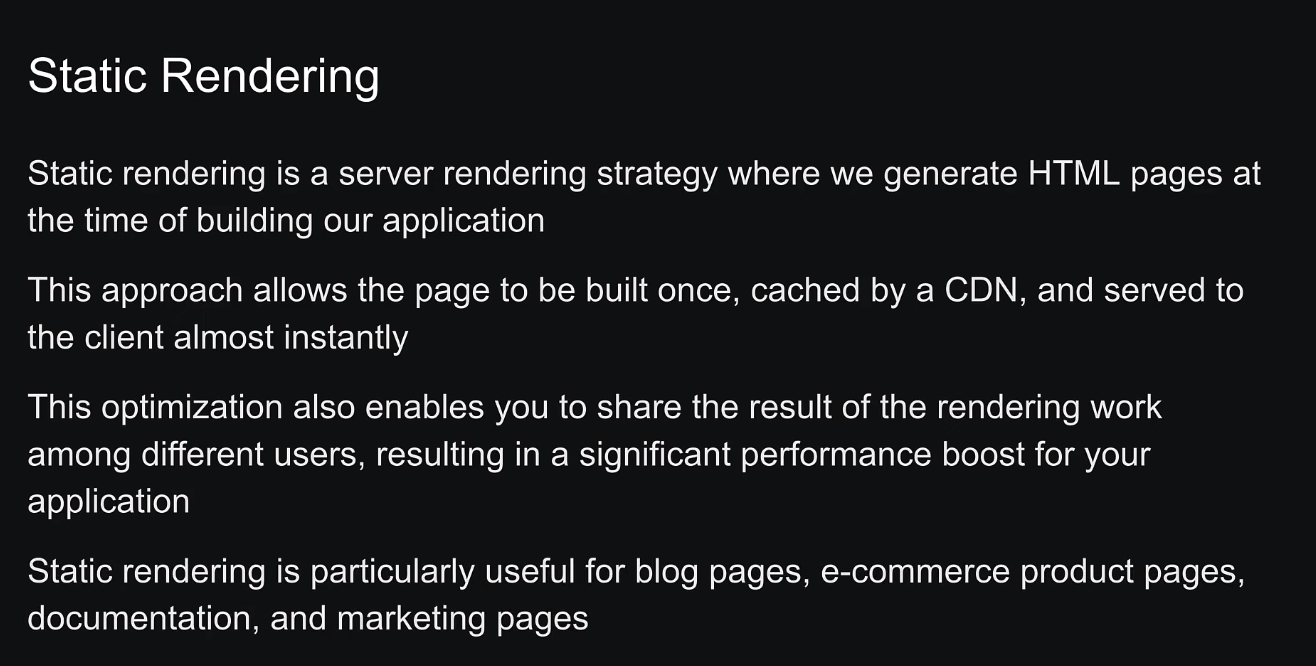 Static Rendering
Static rendering is a server rendering strategy where we generate HTML pages at
the time of building our application
This approach allows the page to be built once, cached by a CDN, and served to
the client almost instantly
This optimization also enables you to share the result of the rendering work
among different users, resulting in a significant performance boost for your
application
Static rendering is particularly useful for blog pages, e-commerce product pages,
documentation, and marketing pages